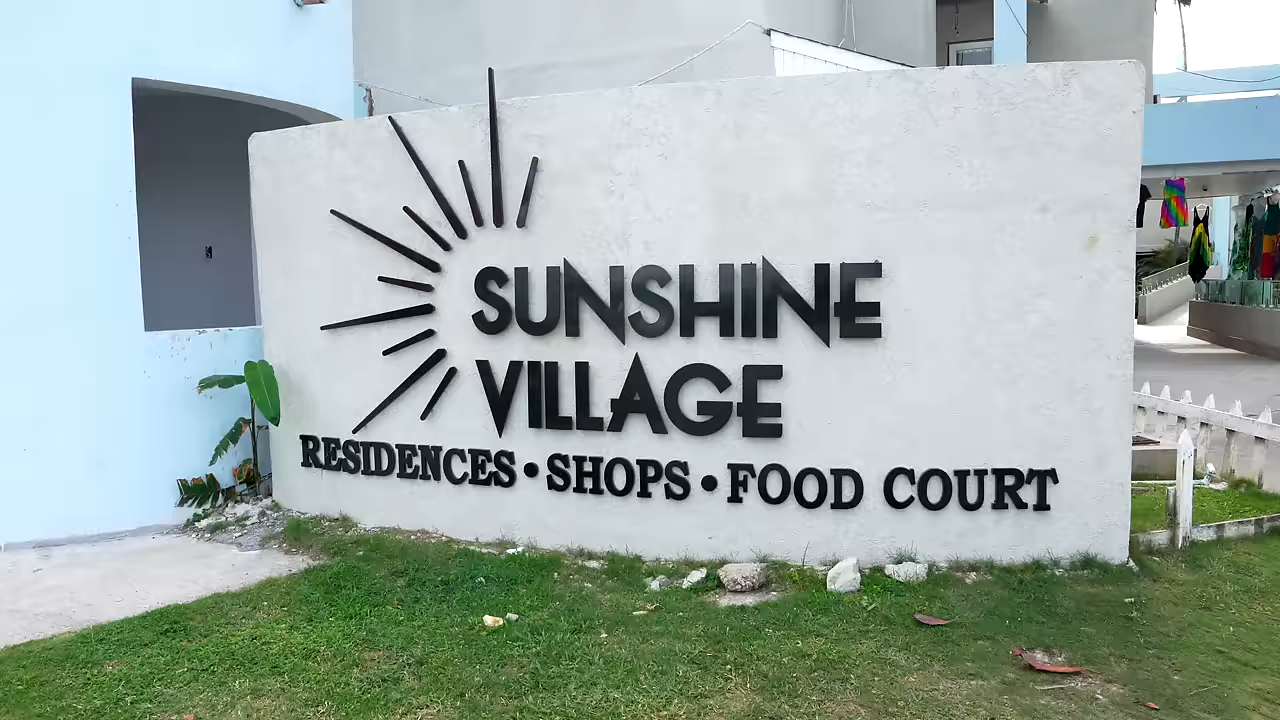 SUNSHINE
VILLAGE
RESIDENCES • SHOPS • FOOD COURT